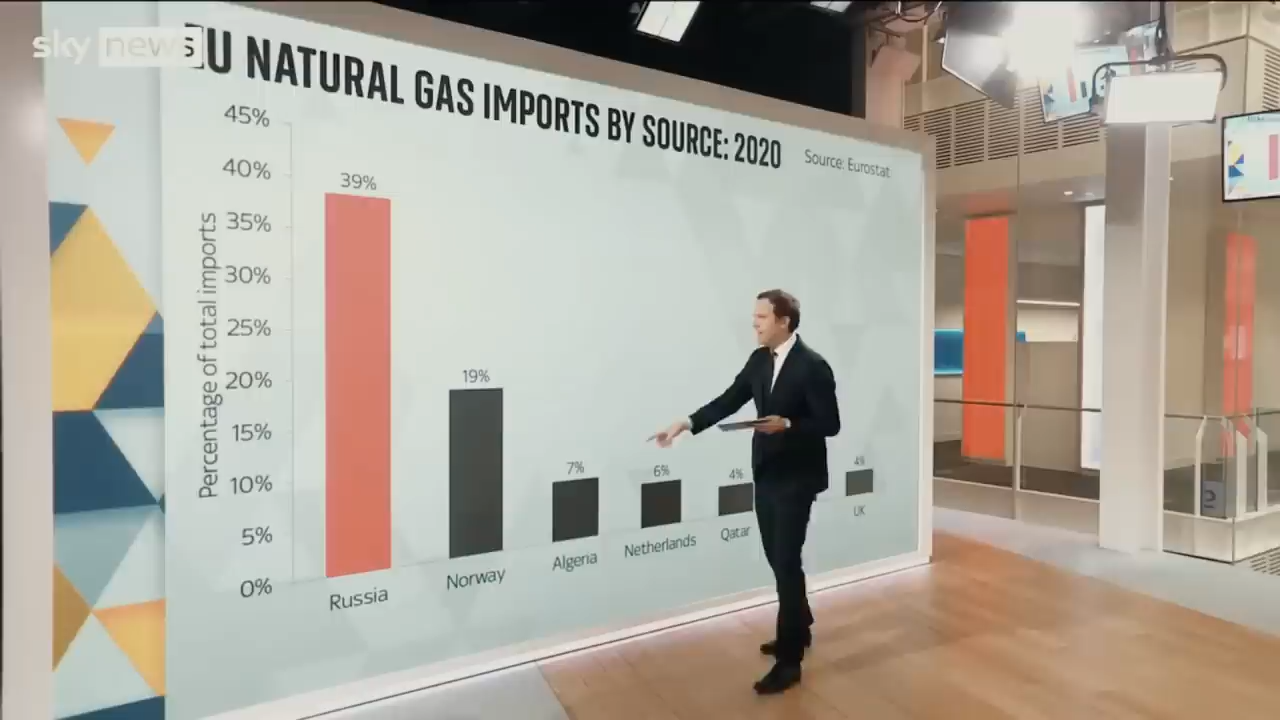 sky news
EU NATURAL GAS IMPORTS BY SOURCE: 2020
Source: Eurostat
Percentage of total imports
45%
40%
35%
30%
25%
20%
15%
10%
5%
0%
39%
19%
7%
6%
4%
4%
Russia
Norway
Algeria
Netherlands
Qatar
UK